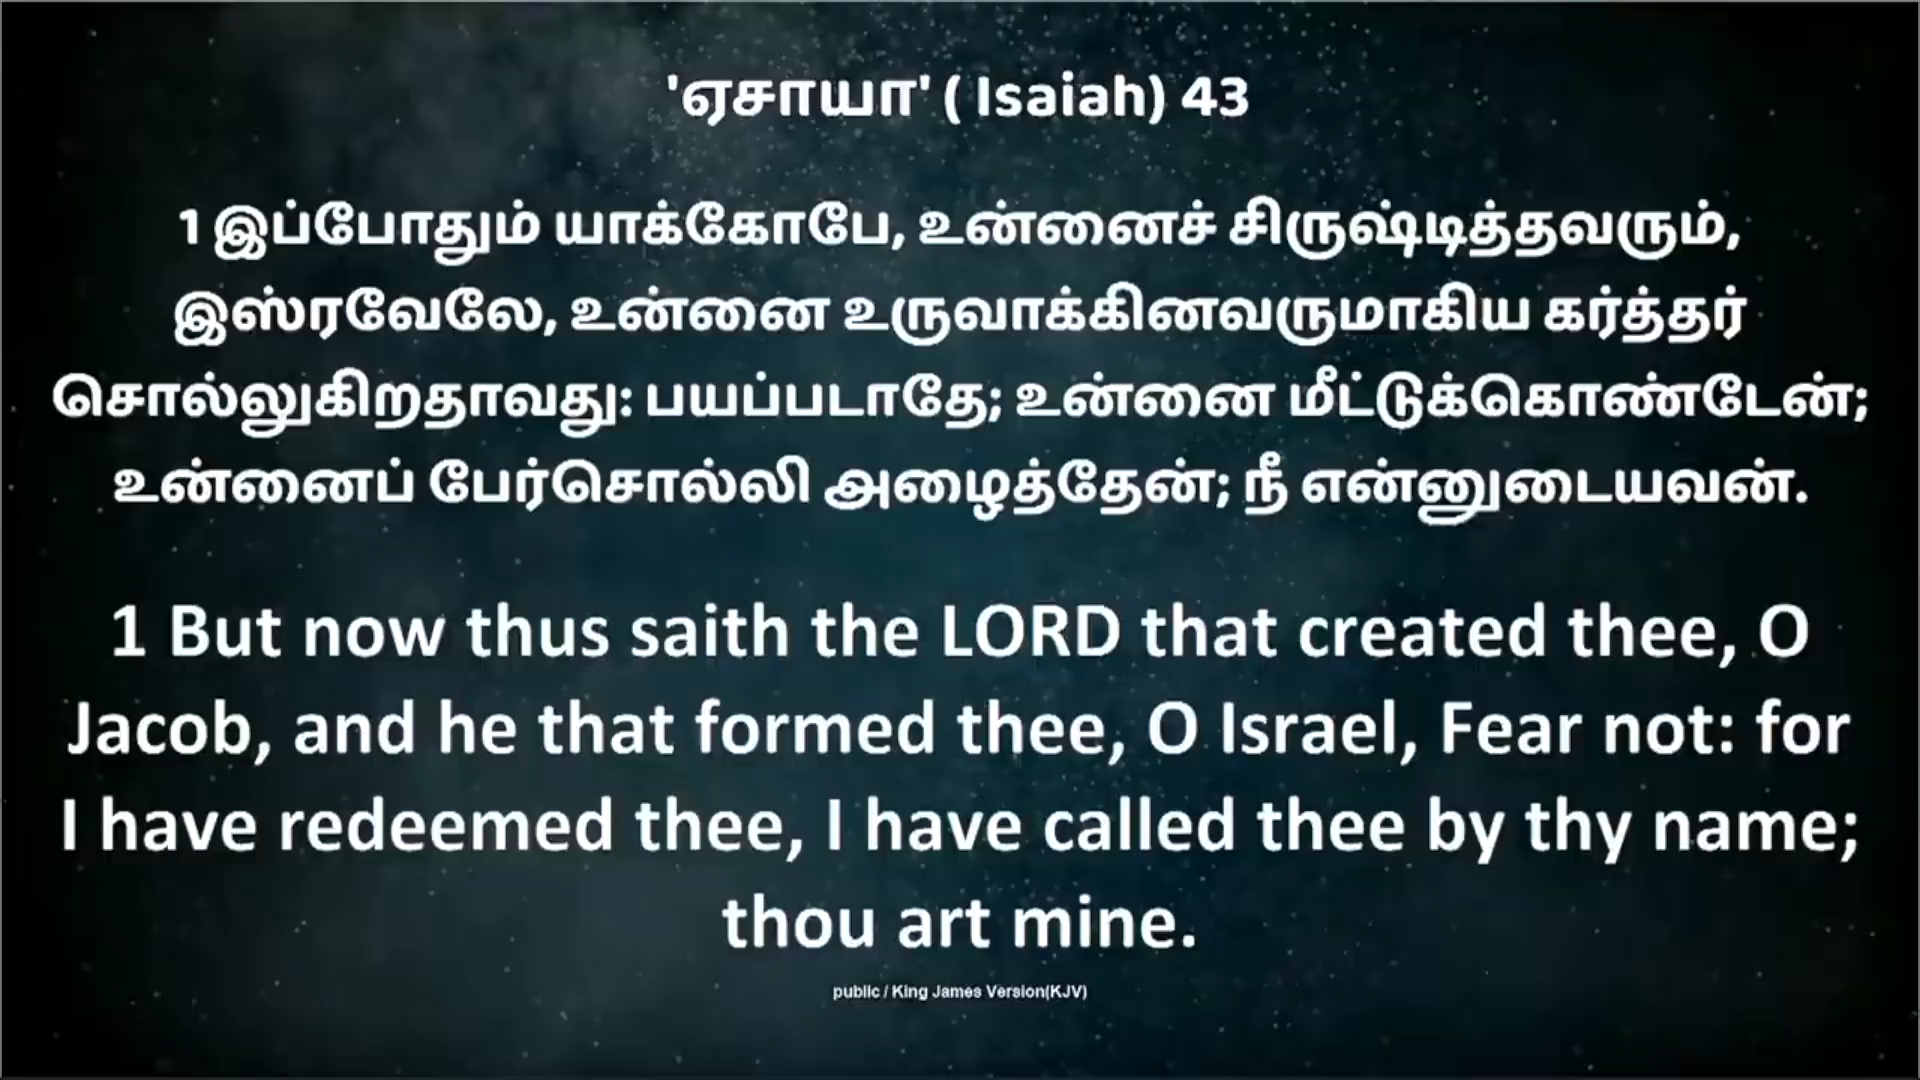 'ஏசாயா' ( Isaiah) 43
1 இப்போதும் யாக்கோபே, உன்னைச் சிருஷ்டித்தவரும்,
இஸ்ரவேலே, உன்னை உருவாக்கினவருமாகிய கர்த்தர்
சொல்லுகிறதாவது: பயப்படாதே; உன்னை மீட்டுக்கொண்டேன்;
உன்னைப் பேர்சொல்லி அழைத்தேன்; நீ என்னுடையவன்.
1 But now thus saith the LORD that created thee, O
Jacob, and he that formed thee, O Israel, Fear not: for
I have redeemed thee, I have called thee by thy name;
thou art mine.
public / King James Version(KJV)